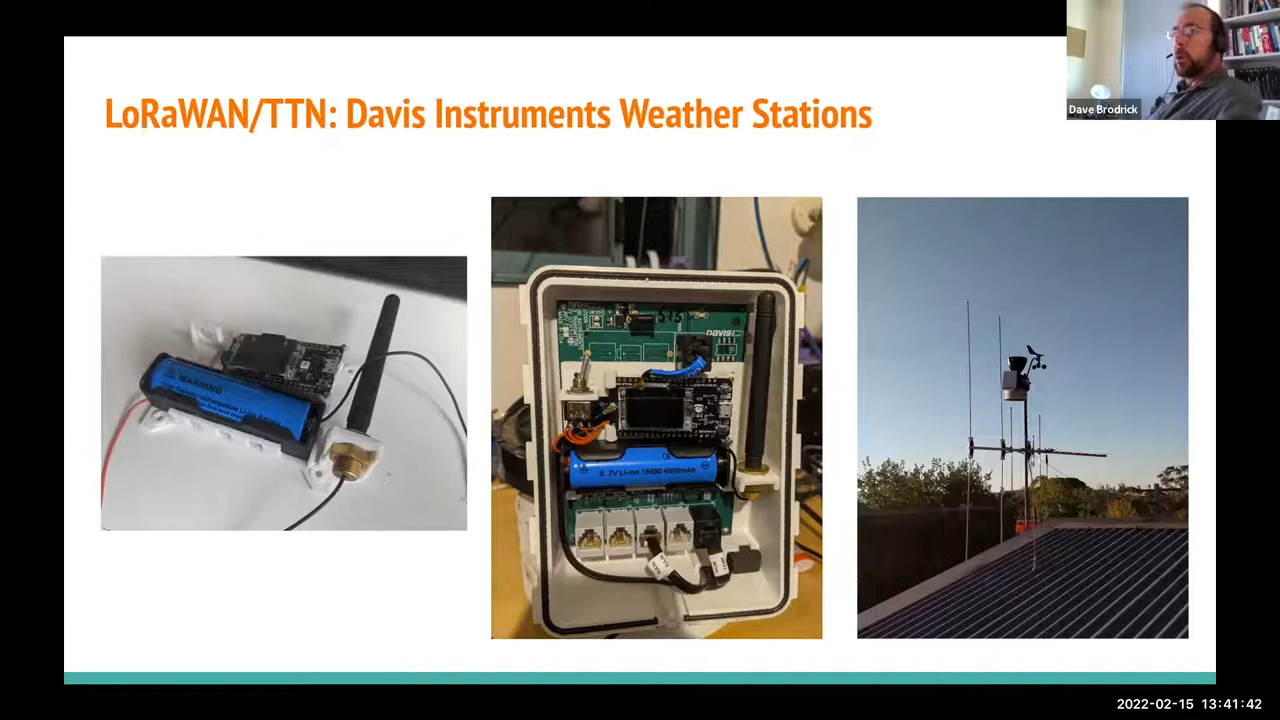 LoRaWAN/TTN: Davis Instruments Weather Stations
Dave Brodrick
WARNING
DAVIS
3.7V Li-ion 18650 4000mAh
RAIN
2022-02-15 13:41:42